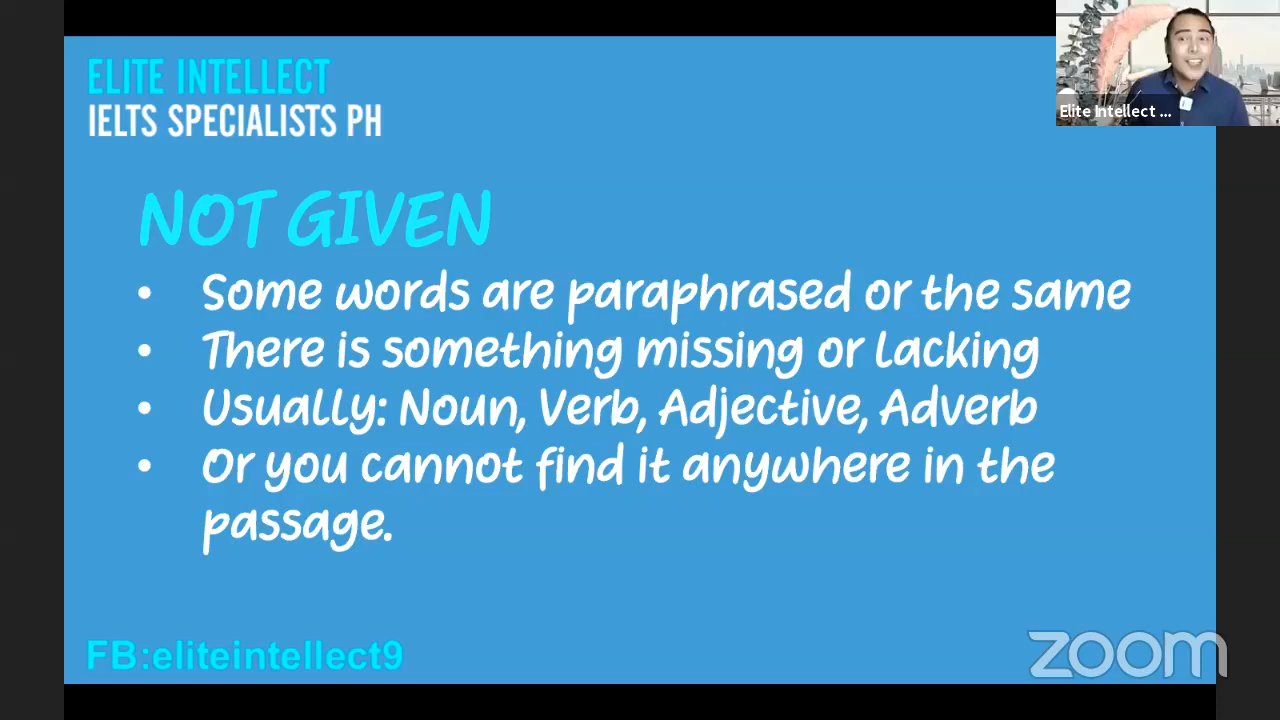 ELITE INTELLECT
IELTS SPECIALISTS PH
Elite Intellect ...
NOT GIVEN
• Some words are paraphrased or the same
• There is something missing or lacking
• Usually: Noun, Verb, Adjective, Adverb
• Or you cannot find it anywhere in the
passage.
FB:eliteintellect9
zoom